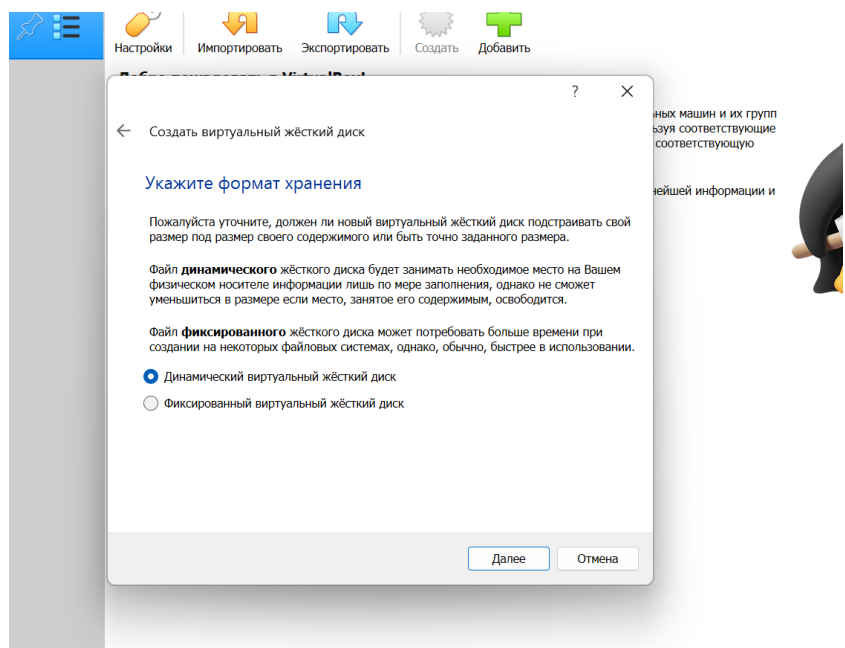 Настройки Импортировать Экспортировать Создать Добавить
Добро пожаловать в VirtualBox!
? ×
ных машин и их групп
ьзуя соответствующие
соответствующую
нейшей информации и
← Создать виртуальный жёсткий диск
Укажите формат хранения
Пожалуйста уточните, должен ли новый виртуальный жёсткий диск подстраивать свой
размер под размер своего содержимого или быть точно заданного размера.
Файл динамического жёсткого диска будет занимать необходимое место на Вашем
физическом носителе информации лишь по мере заполнения, однако не сможет
уменьшиться в размере если место, занятое его содержимым, освободится.
Файл фиксированного жёсткого диска может потребовать больше времени при
создании на некоторых файловых системах, однако, обычно, быстрее в использовании.
Динамический виртуальный жёсткий диск
Фиксированный виртуальный жёсткий диск
Далее Отмена